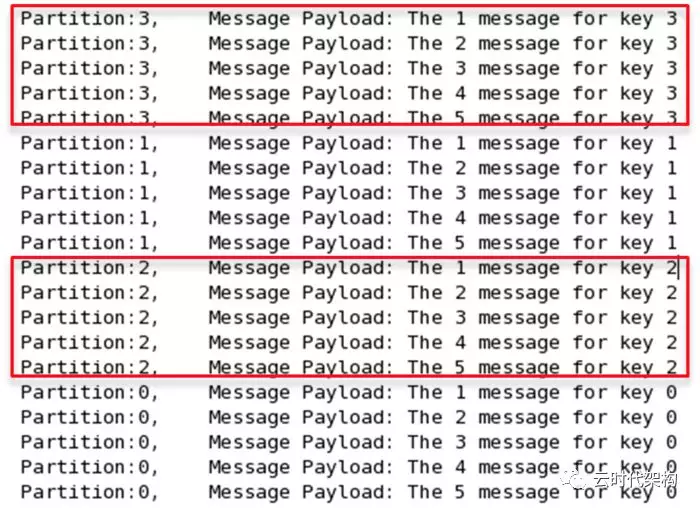 Partition:3,    Message Payload: The 1 message for key 3
Partition:3,    Message Payload: The 2 message for key 3
Partition:3,    Message Payload: The 3 message for key 3
Partition:3,    Message Payload: The 4 message for key 3
Partition:3,    Message Payload: The 5 message for key 3
Partition:1,    Message Payload: The 1 message for key 1
Partition:1,    Message Payload: The 2 message for key 1
Partition:1,    Message Payload: The 3 message for key 1
Partition:1,    Message Payload: The 4 message for key 1
Partition:1,    Message Payload: The 5 message for key 1
Partition:2,    Message Payload: The 1 message for key 2
Partition:2,    Message Payload: The 2 message for key 2
Partition:2,    Message Payload: The 3 message for key 2
Partition:2,    Message Payload: The 4 message for key 2
Partition:2,    Message Payload: The 5 message for key 2
Partition:0,    Message Payload: The 1 message for key 0
Partition:0,    Message Payload: The 2 message for key 0
Partition:0,    Message Payload: The 3 message for key 0
Partition:0,    Message Payload: The 4 message for key 0
Partition:0,    Message Payload: The 5 message for key 0
云时代架构